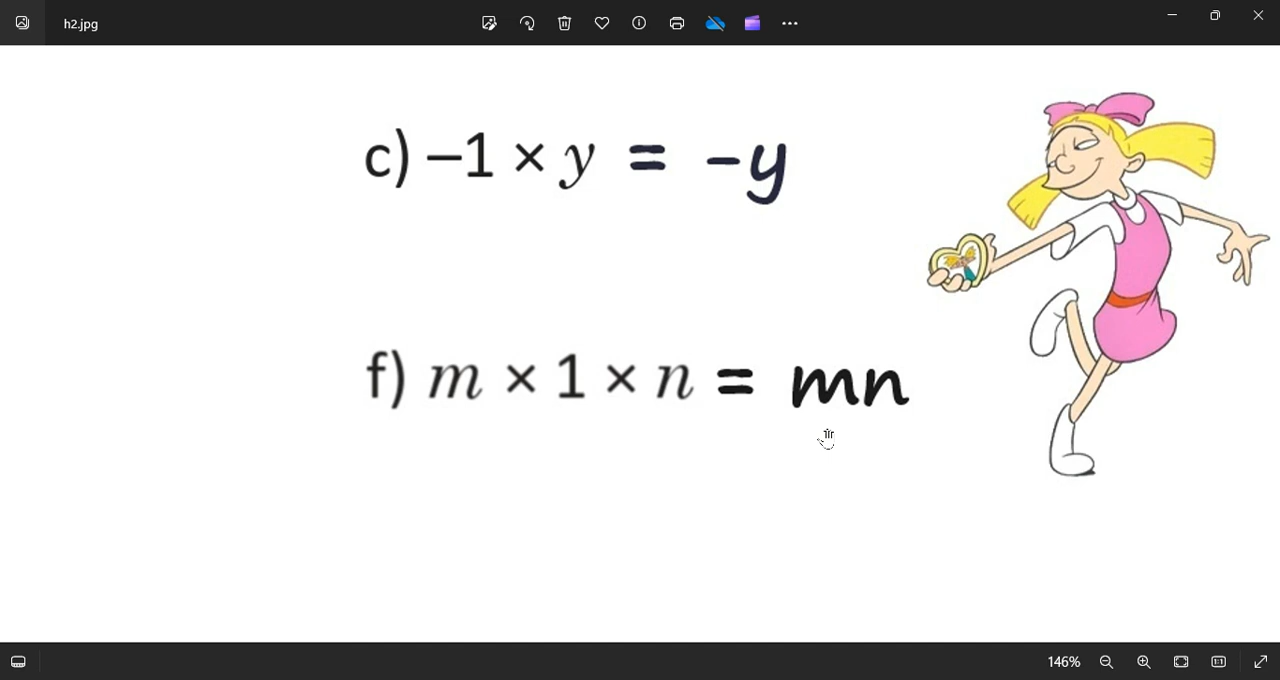 h2.jpg
c) −1 × y = -y
f) m × 1 × n = mn
146%